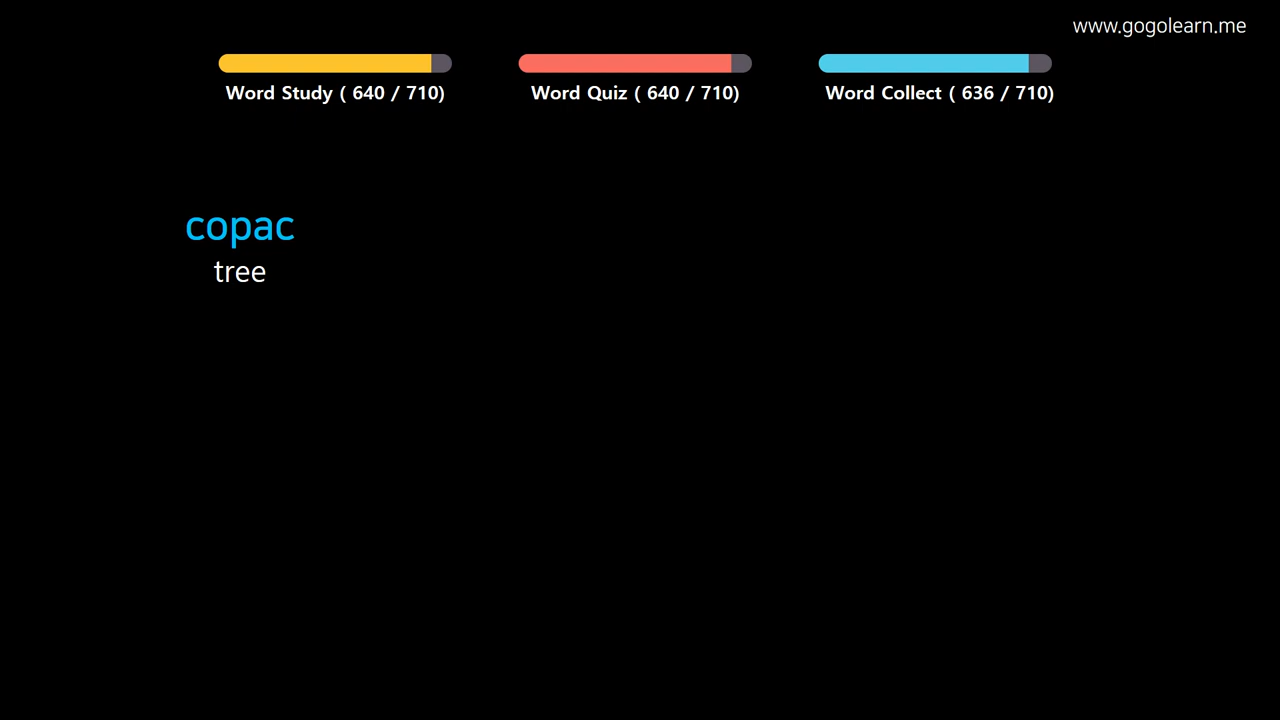 www.gogolearn.me
Word Study ( 640 / 710)
Word Quiz ( 640 / 710)
Word Collect ( 636 / 710)
copac
tree